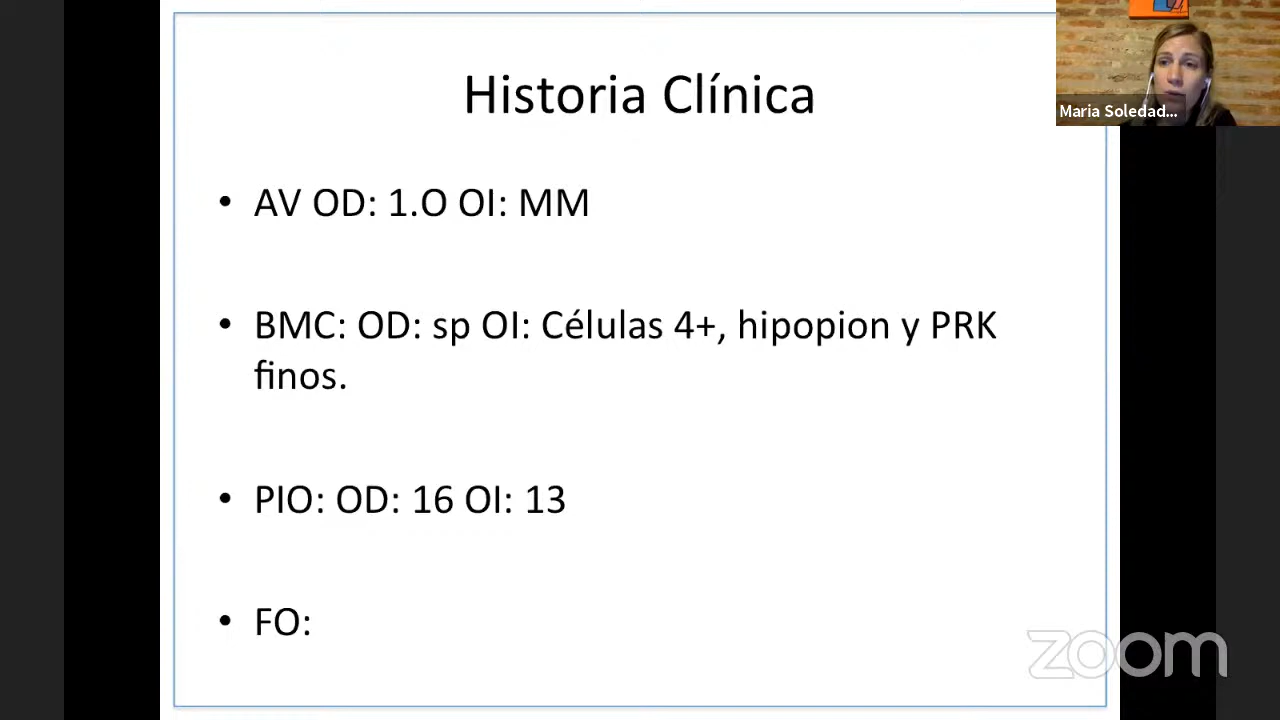 Historia Clínica
Maria Soledad...
• AV OD: 1.O OI: MM
• BMC: OD: sp OI: Células 4+, hipopion y PRK
finos.
• PIO: OD: 16 OI: 13
• FO:
zoom